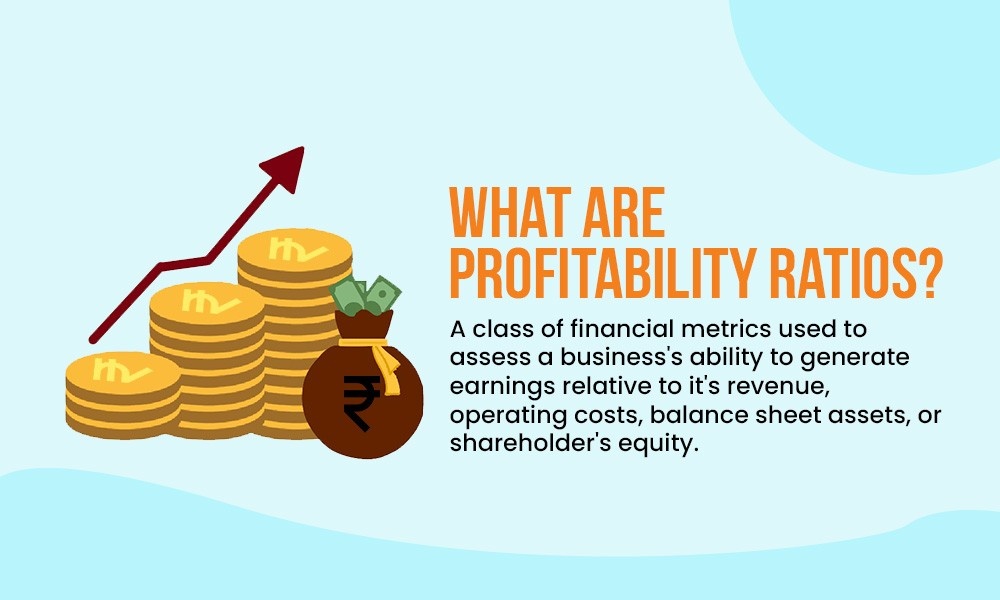 WHAT ARE
PROFITABILITY RATIOS?
A class of financial metrics used to
assess a business's ability to generate
earnings relative to it's revenue,
operating costs, balance sheet assets, or
shareholder's equity.
₹